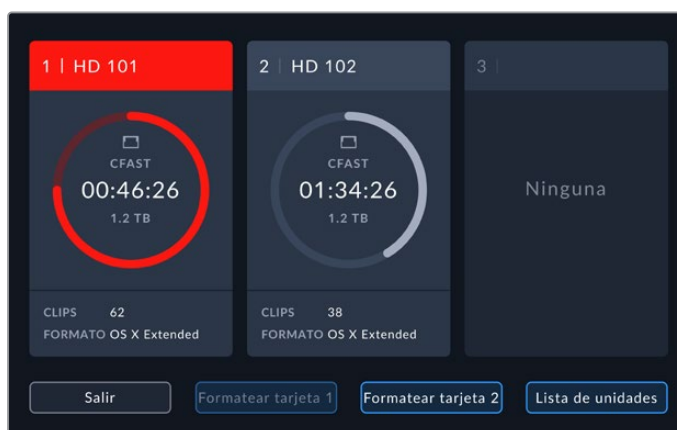 1 | HD 101
2 | HD 102
3 |
CFAST
00:46:26
1.2 TB
CFAST
01:34:26
1.2 TB
Ninguna
CLIPS 62
FORMATO OS X Extended
CLIPS 38
FORMATO OS X Extended
Salir
Formatear tarjeta 1
Formatear tarjeta 2
Lista de unidades